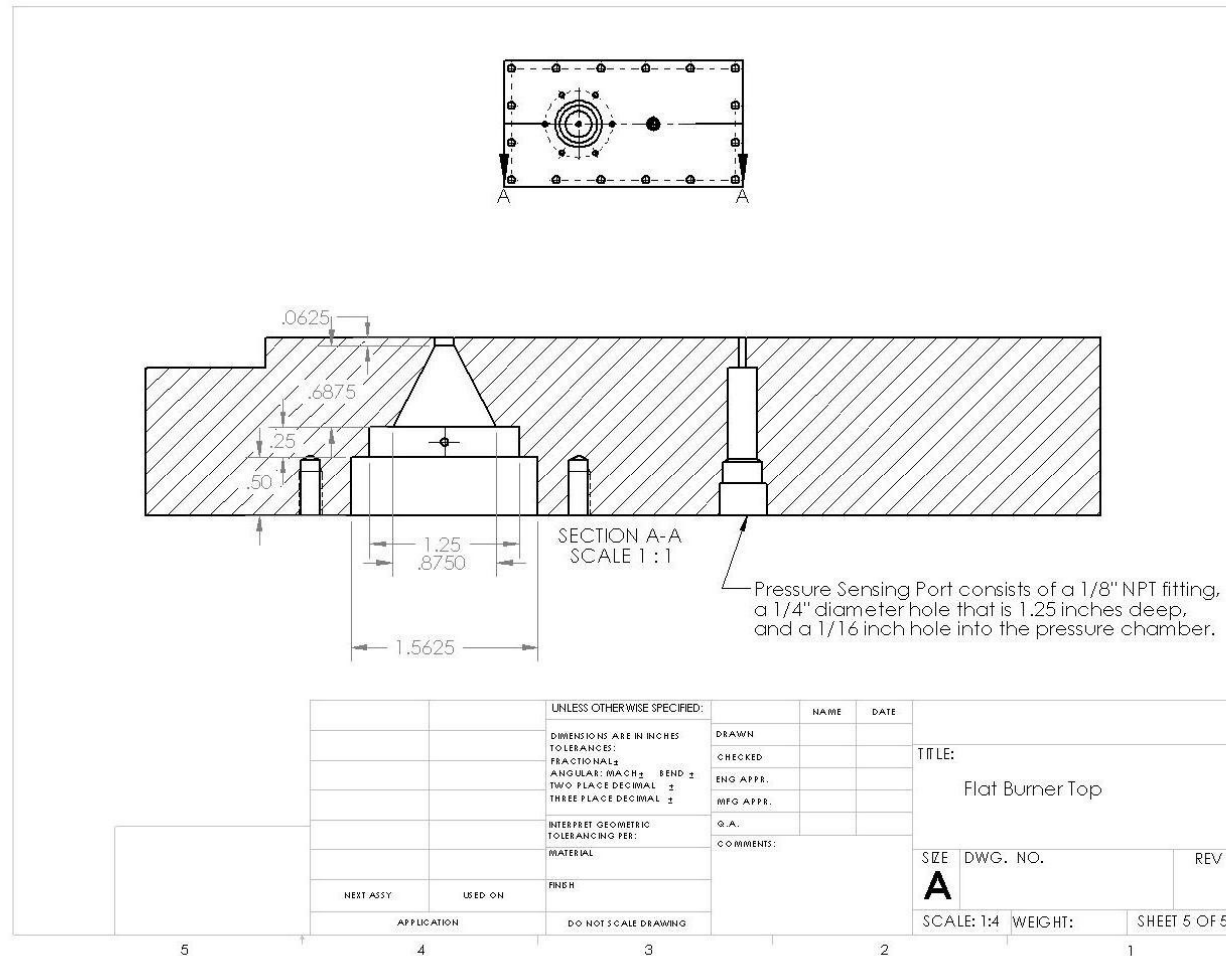 A
A
.0625
.6875
.25
.50
1.25
.8750
1.5625
SECTION A-A
SCALE 1 : 1
Pressure Sensing Port consists of a 1/8" NPT fitting,
a 1/4" diameter hole that is 1.25 inches deep,
and a 1/16 inch hole into the pressure chamber.
UNLESS OTHERWISE SPECIFIED:
DIMENSIONS ARE IN INCHES
TOLERANCES:
FRACTIONAL±
ANGULAR: MACH± BEND ±
TWO PLACE DECIMAL ±
THREE PLACE DECIMAL ±
INTERPRET GEOMETRIC
TOLERANCING PER:
MATERIAL
FINISH
NEXT ASSY
USED ON
APPLICATION
DO NOT SCALE DRAWING
NAME
DATE
DRAWN
CHECKED
ENG APPR.
MFG APPR.
Q.A.
COMMENTS:
TITLE:
Flat Burner Top
SIZE
A
DWG. NO.
REV
SCALE: 1:4
WEIGHT:
SHEET 5 OF 5
5
4
3
2
1